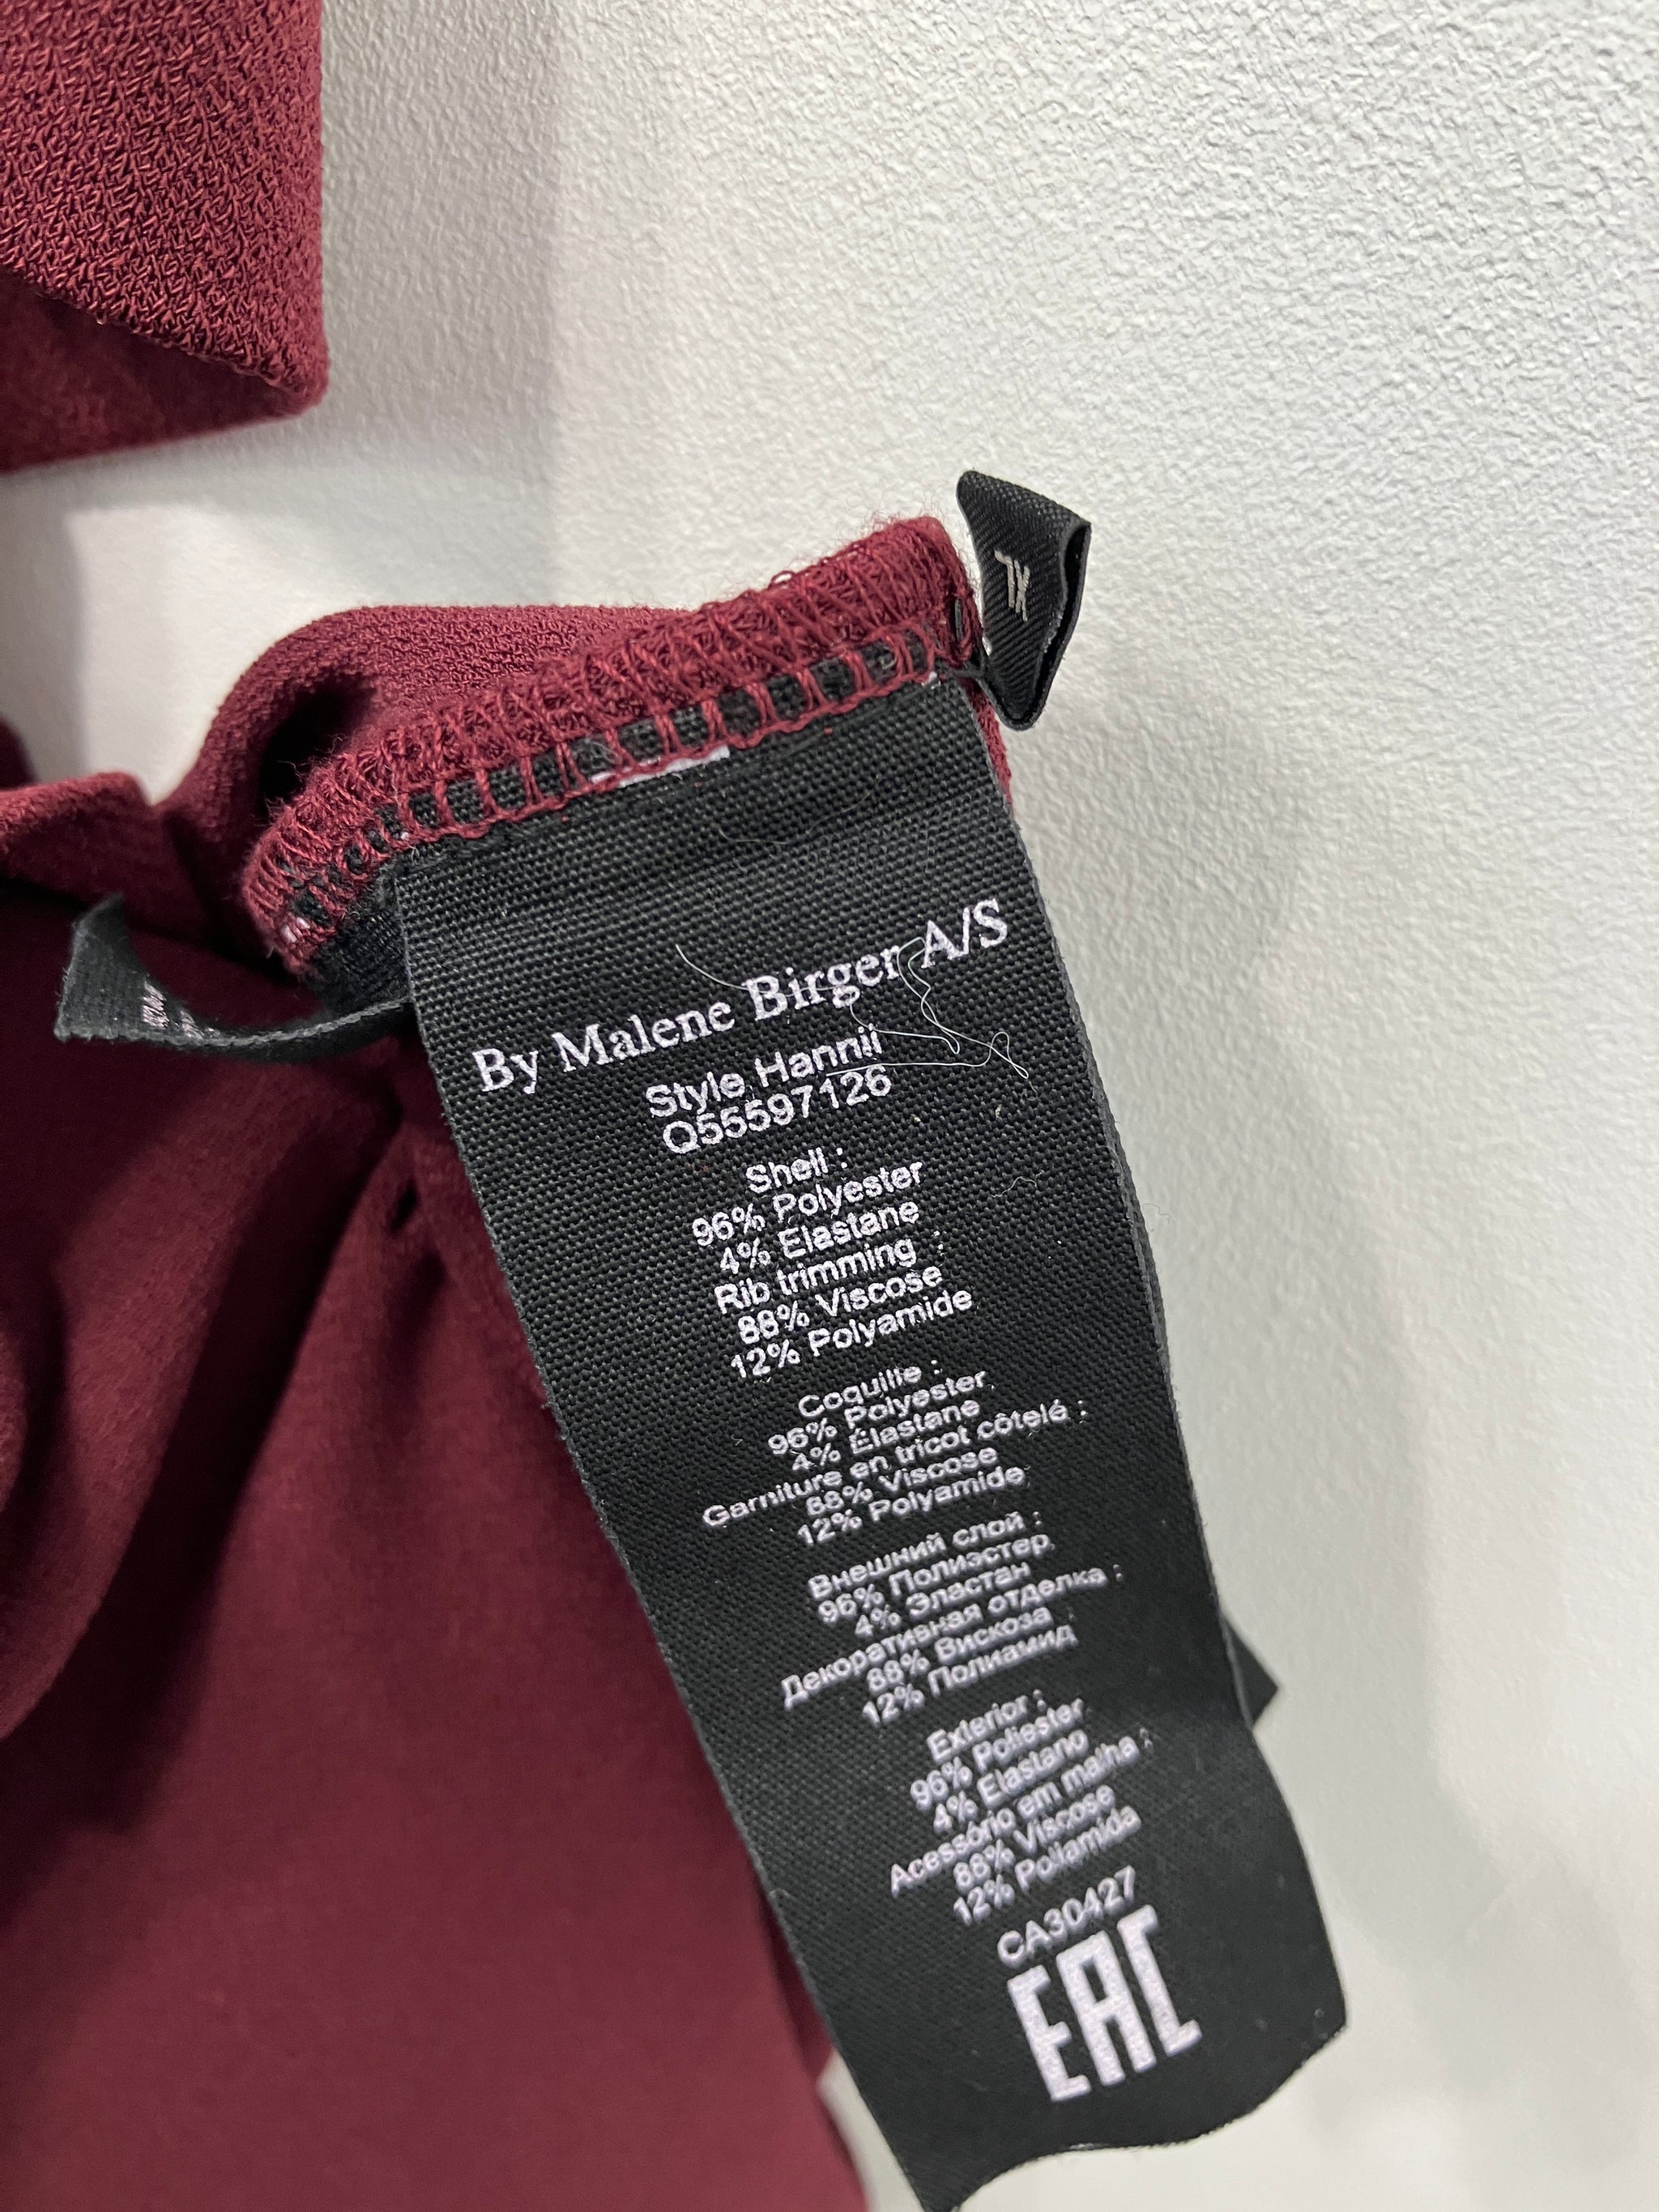 XL
By Malene Birger A/S
Style Hannii
Q55597126
Shell :
96% Polyester
4% Elastane
Rib trimming :
88% Viscose
12% Polyamide
Coquille :
96% Polyester
4% Élastane
Garniture en tricot côtelé :
88% Viscose
12% Polyamide
Внешний слой :
96% Полиэстер
4% Эластан
Декоративная отделка :
88% Вискоза
12% Полиамид
Exterior :
96% Poliester
4% Elastano
Acessório em malha :
88% Viscose
12% Poliamida
CA30427
EAC